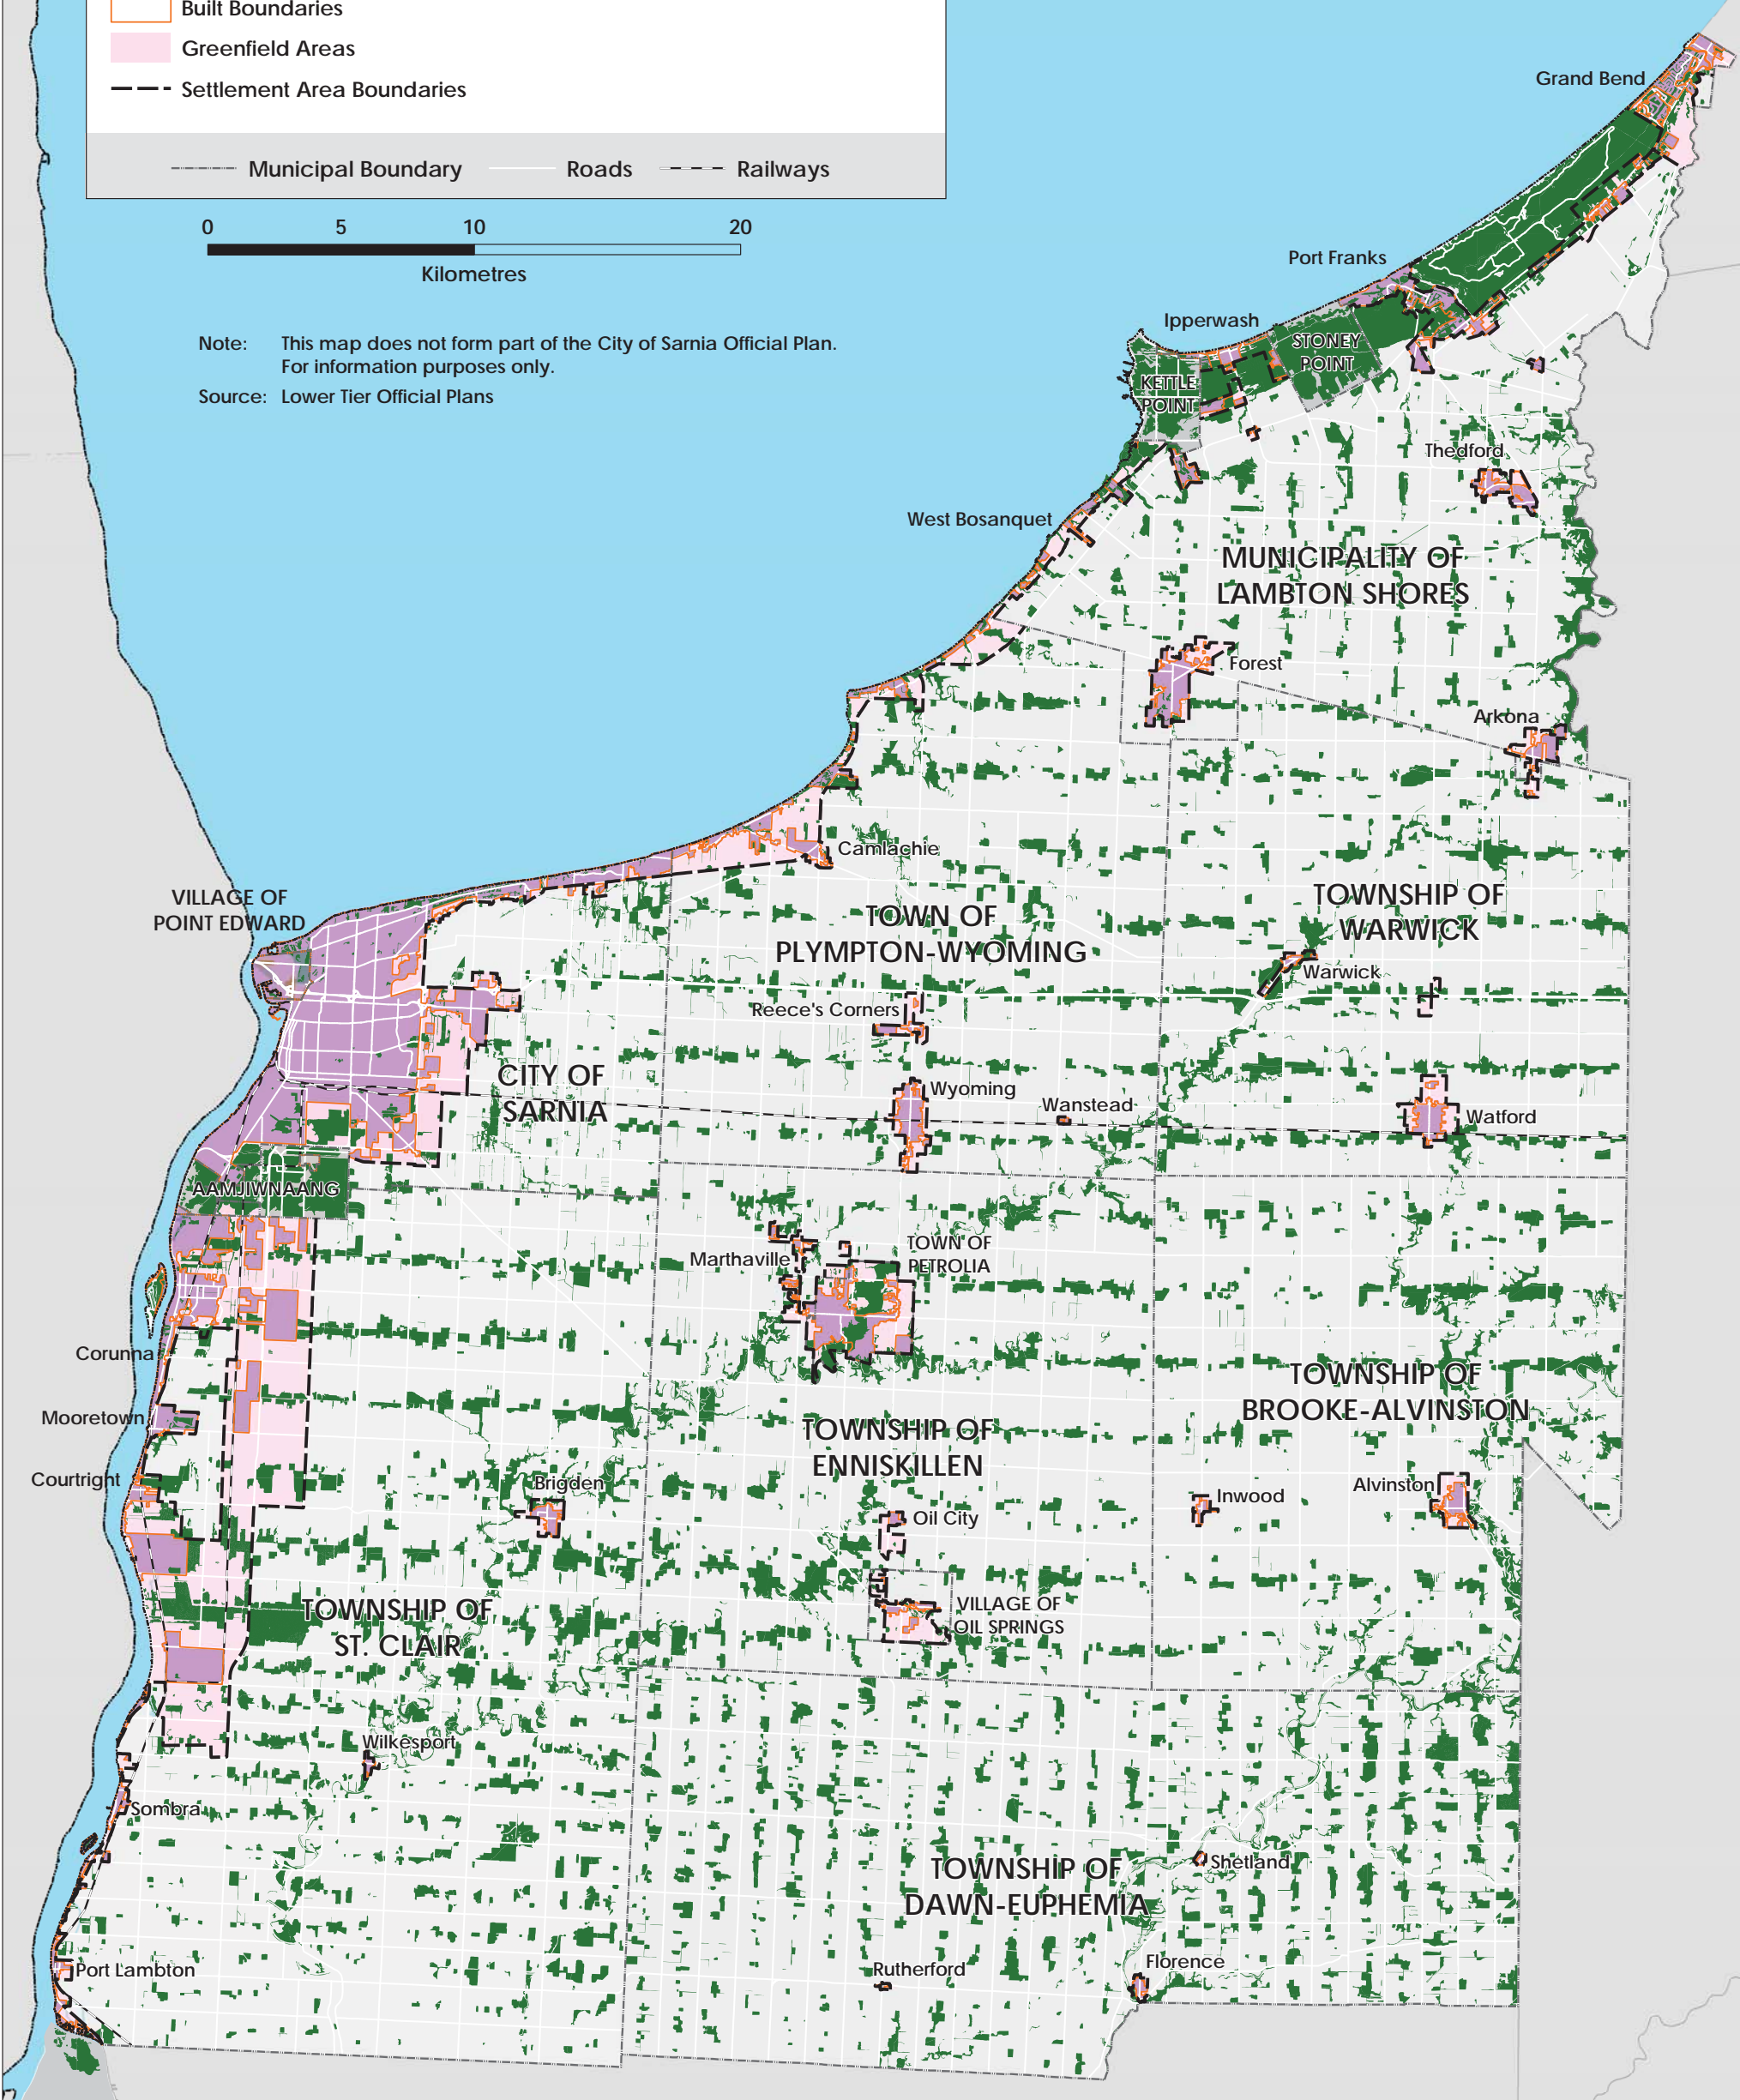 Built Boundaries
Greenfield Areas
Settlement Area Boundaries
Municipal Boundary
Roads
Railways
0 5 10 20
Kilometres
Note: This map does not form part of the City of Sarnia Official Plan.
For information purposes only.
Source: Lower Tier Official Plans
Grand Bend
Port Franks
Ipperwash
STONEY
POINT
KETTLE
POINT
Thedford
West Bosanquet
MUNICIPALITY OF
LAMBTON SHORES
Forest
Arkona
Camlachie
VILLAGE OF
POINT EDWARD
TOWN OF
PLYMPTON-WYOMING
TOWNSHIP OF
WARWICK
Warwick
Reece's Corners
CITY OF
SARNIA
Wyoming
Wanstead
Watford
AAMJIWNAANG
Marthaville
TOWN OF
PETROLIA
Corunna
Mooretown
Courtright
TOWNSHIP OF
BROOKE-ALVINSTON
TOWNSHIP OF
ENNISKILLEN
Brigden
Oil City
Inwood
Alvinston
TOWNSHIP OF
ST. CLAIR
VILLAGE OF
OIL SPRINGS
Wilkesport
Sombra
TOWNSHIP OF
DAWN-EUPHEMIA
Shetland
Port Lambton
Rutherford
Florence